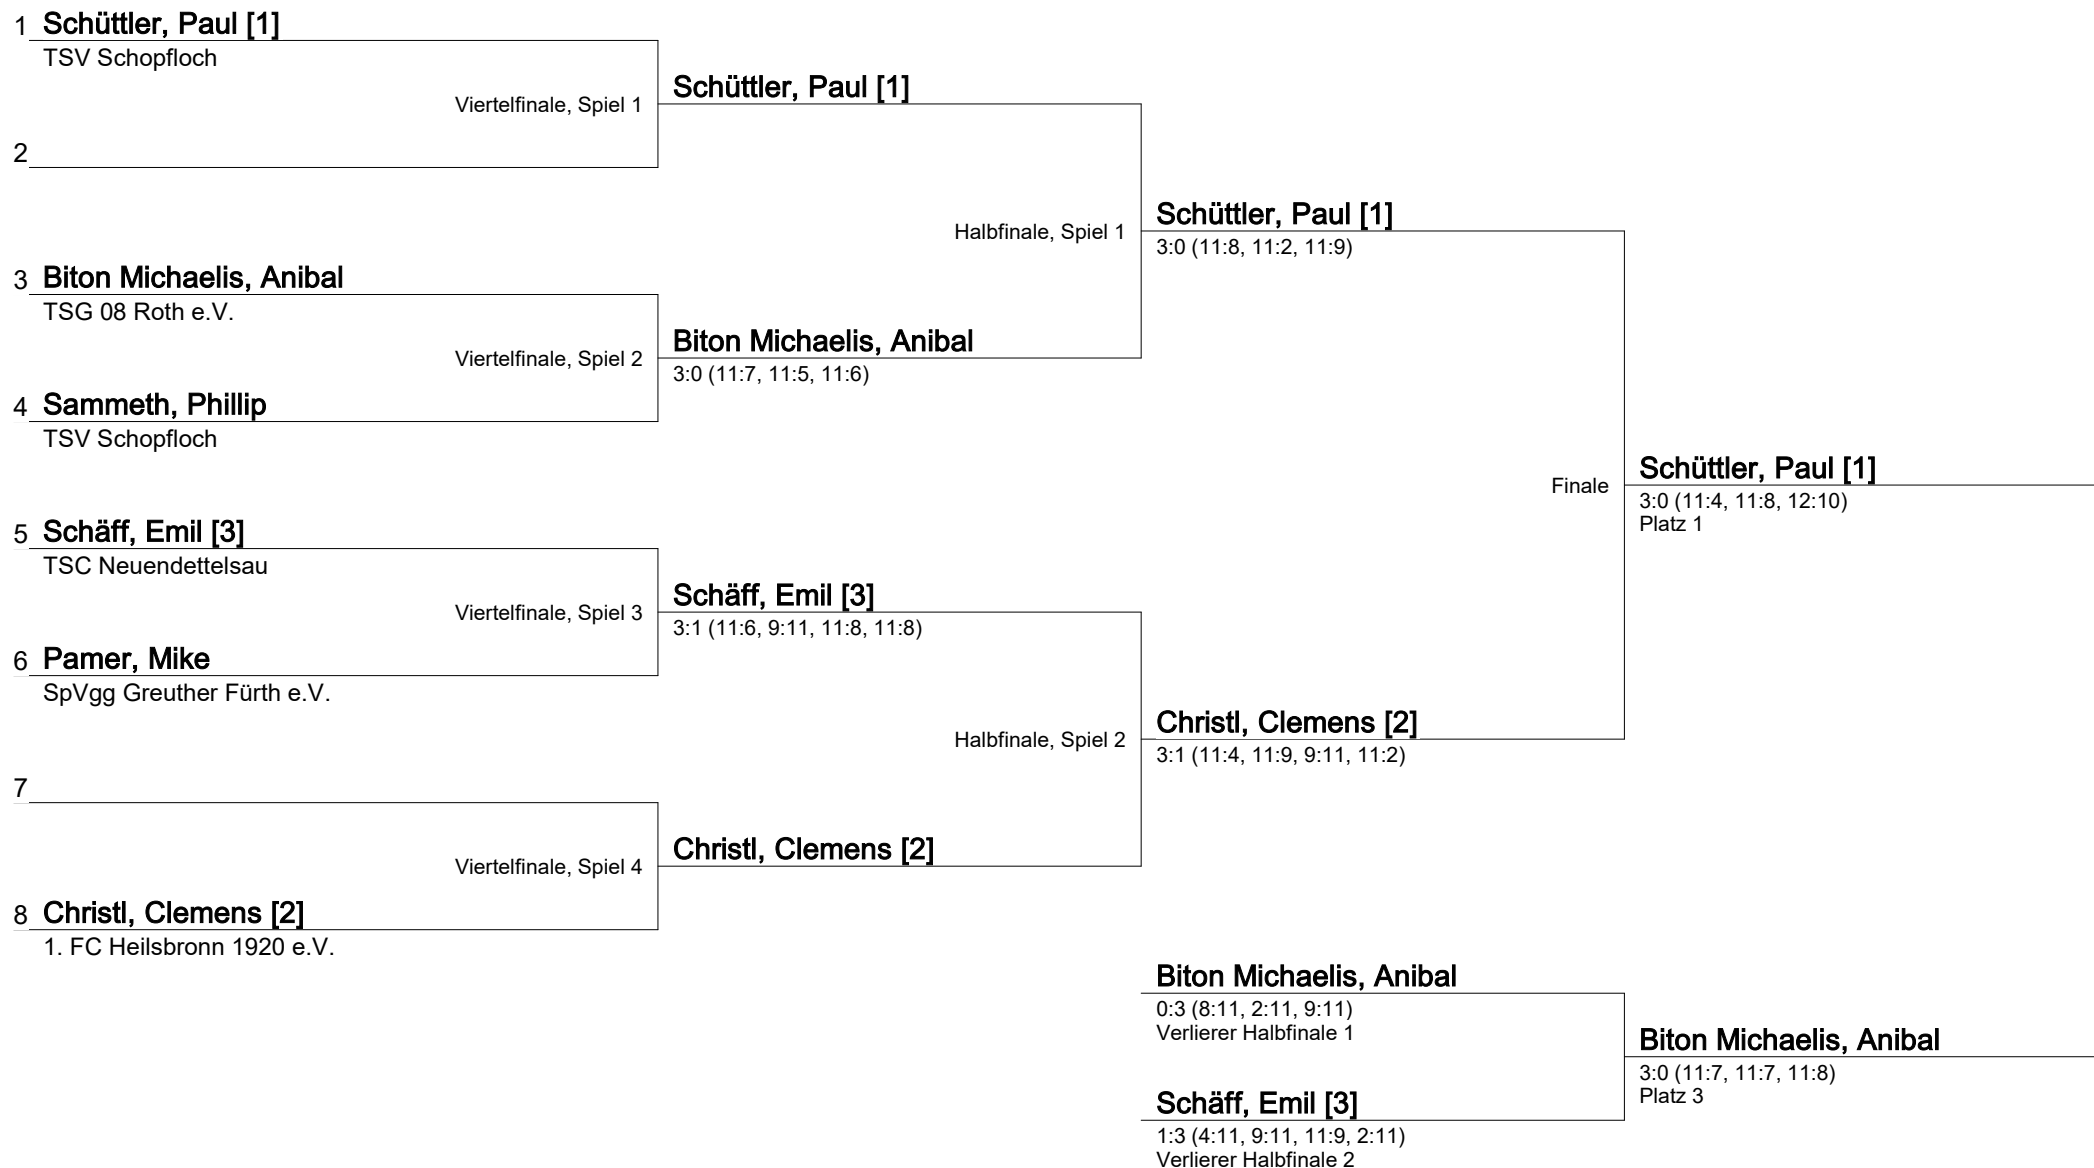 1 Schüttler, Paul [1]
TSV Schopfloch
Viertelfinale, Spiel 1
Schüttler, Paul [1]
2
Halbfinale, Spiel 1
Schüttler, Paul [1]
3:0 (11:8, 11:2, 11:9)
3 Biton Michaelis, Anibal
TSG 08 Roth e.V.
Viertelfinale, Spiel 2
Biton Michaelis, Anibal
3:0 (11:7, 11:5, 11:6)
4 Sammeth, Phillip
TSV Schopfloch
Finale
Schüttler, Paul [1]
3:0 (11:4, 11:8, 12:10)
Platz 1
5 Schäff, Emil [3]
TSC Neuendettelsau
Viertelfinale, Spiel 3
Schäff, Emil [3]
3:1 (11:6, 9:11, 11:8, 11:8)
6 Pamer, Mike
SpVgg Greuther Fürth e.V.
Halbfinale, Spiel 2
Christl, Clemens [2]
3:1 (11:4, 11:9, 9:11, 11:2)
7
Viertelfinale, Spiel 4
Christl, Clemens [2]
8 Christl, Clemens [2]
1. FC Heilsbronn 1920 e.V.
Biton Michaelis, Anibal
0:3 (8:11, 2:11, 9:11)
Verlierer Halbfinale 1
Biton Michaelis, Anibal
3:0 (11:7, 11:7, 11:8)
Platz 3
Schäff, Emil [3]
1:3 (4:11, 9:11, 11:9, 2:11)
Verlierer Halbfinale 2